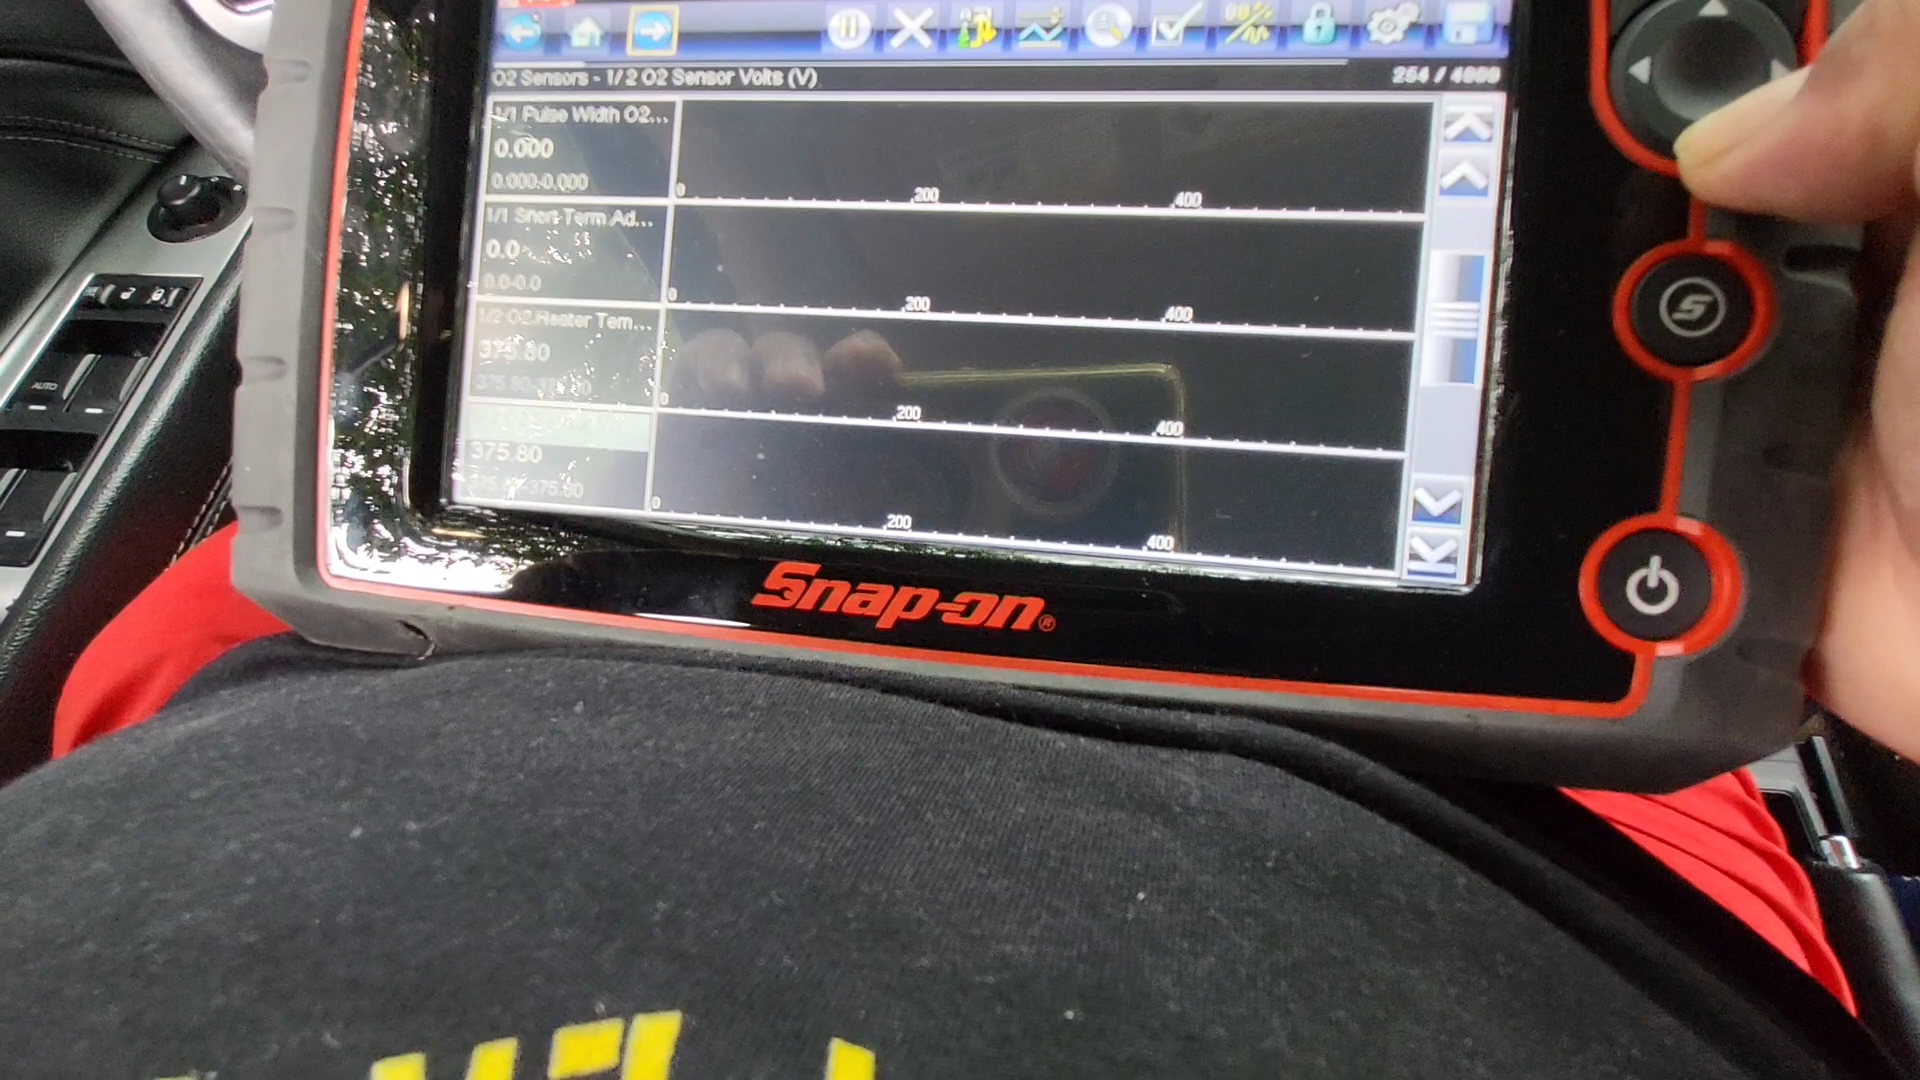 O2 Sensors - 1/ 2 O2 Sensor Volts (V)
254 / 4000
1/1 Pulse Width O2...
0.000
0.000-0.000
0 200 400
1/1 Short-Term Ad...
0.0
0.0-0.0
0 200 400
1/2 O2 Heater Tem...
375.80
0 200 400
375.80
0 200 400
Snap-on®
S
AUTO